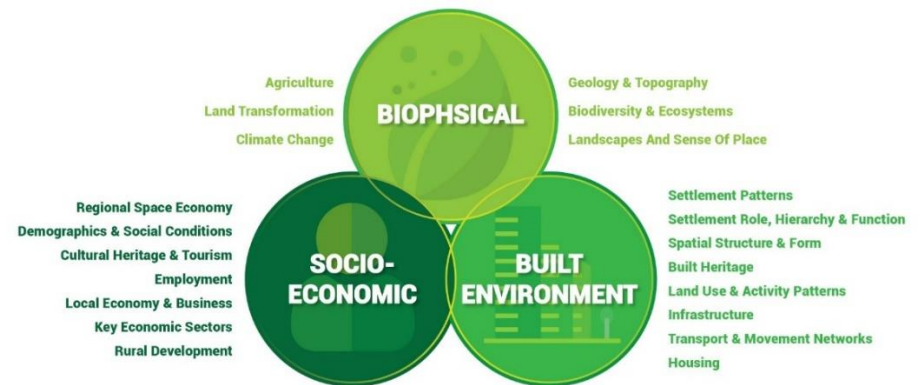 Agriculture
Land Transformation
Climate Change
BIOPHSICAL
Geology & Topography
Biodiversity & Ecosystems
Landscapes And Sense Of Place
Regional Space Economy
Demographics & Social Conditions
Cultural Heritage & Tourism
Employment
Local Economy & Business
Key Economic Sectors
Rural Development
SOCIO-
ECONOMIC
BUILT
ENVIRONMENT
Settlement Patterns
Settlement Role, Hierarchy & Function
Spatial Structure & Form
Built Heritage
Land Use & Activity Patterns
Infrastructure
Transport & Movement Networks
Housing